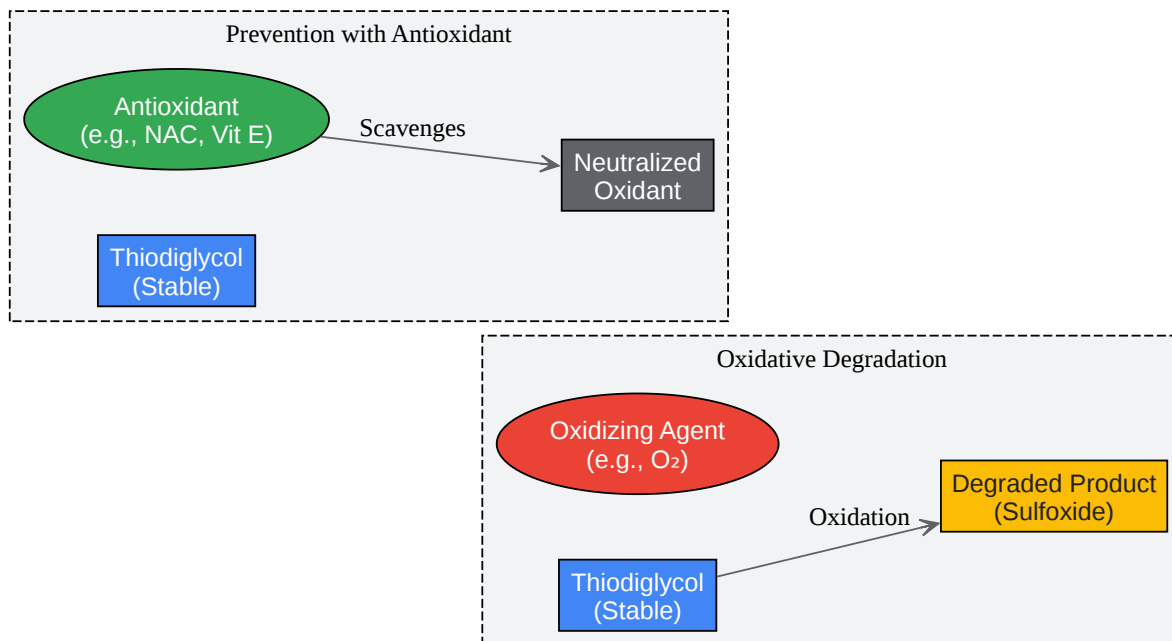 Prevention with Antioxidant
Antioxidant
(e.g., NAC, Vit E)
Scavenges
Neutralized
Oxidant
Thiodiglycol
(Stable)
Oxidative Degradation
Oxidizing Agent
(e.g., O₂)
Degraded Product
(Sulfoxide)
Oxidation
Thiodiglycol
(Stable)